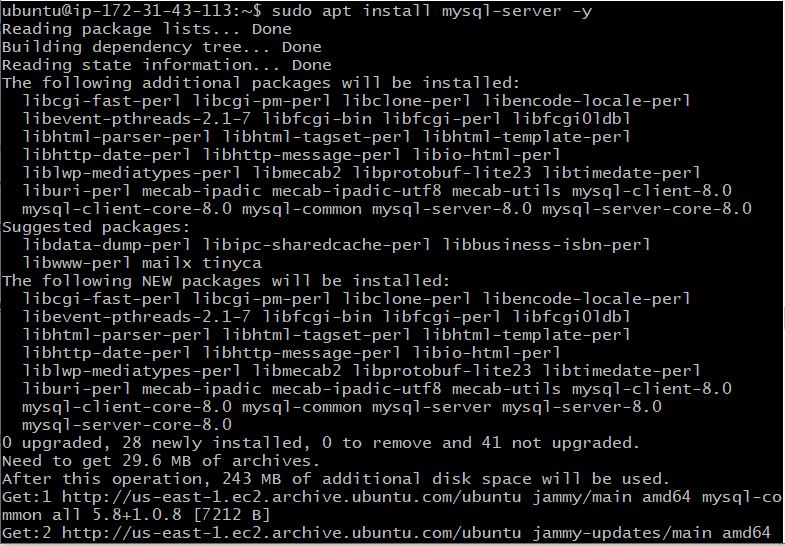 ubuntu@ip-172-31-43-113:~$ sudo apt install mysql-server -y
Reading package lists... Done
Building dependency tree... Done
Reading state information... Done
The following additional packages will be installed:
  libcgi-fast-perl libcgi-pm-perl libclone-perl libencode-locale-perl
  libevent-pthreads-2.1-7 libfcgi-bin libfcgi-perl libfcgi0ldbl
  libhtml-parser-perl libhtml-tagset-perl libhtml-template-perl
  libhttp-date-perl libhttp-message-perl libio-html-perl
  liblwp-mediatypes-perl libmecab2 libprotobuf-lite23 libtimedate-perl
  liburi-perl mecab-ipadic mecab-ipadic-utf8 mecab-utils mysql-client-8.0
  mysql-client-core-8.0 mysql-common mysql-server-8.0 mysql-server-core-8.0
Suggested packages:
  libdata-dump-perl libipc-sharedcache-perl libbusiness-isbn-perl
  libwww-perl mailx tinyca
The following NEW packages will be installed:
  libcgi-fast-perl libcgi-pm-perl libclone-perl libencode-locale-perl
  libevent-pthreads-2.1-7 libfcgi-bin libfcgi-perl libfcgi0ldbl
  libhtml-parser-perl libhtml-tagset-perl libhtml-template-perl
  libhttp-date-perl libhttp-message-perl libio-html-perl
  liblwp-mediatypes-perl libmecab2 libprotobuf-lite23 libtimedate-perl
  liburi-perl mecab-ipadic mecab-ipadic-utf8 mecab-utils mysql-client-8.0
  mysql-client-core-8.0 mysql-common mysql-server mysql-server-8.0
  mysql-server-core-8.0
0 upgraded, 28 newly installed, 0 to remove and 41 not upgraded.
Need to get 29.6 MB of archives.
After this operation, 243 MB of additional disk space will be used.
Get:1 http://us-east-1.ec2.archive.ubuntu.com/ubuntu jammy/main amd64 mysql-co
mmon all 5.8+1.0.8 [7212 B]
Get:2 http://us-east-1.ec2.archive.ubuntu.com/ubuntu jammy-updates/main amd64